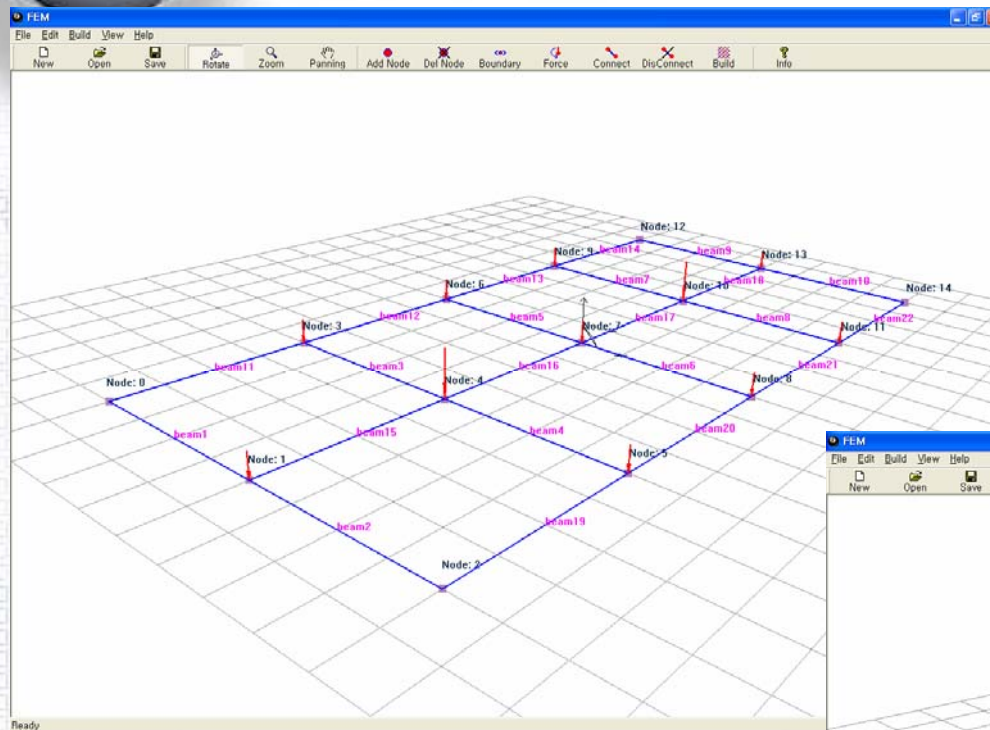 FEM
File Edit Build View Help
New Open Save Rotate Zoom Panning Add Node Del Node Boundary Force Connect DisConnect Build Info
Node: 12
Node: 9 beam14 beam9 Node: 13
Node: 6 beam13 beam7 Node: 10 beam18 beam10 Node: 14
Node: 3 beam12 beam5 Node: 7 beam17 beam8 Node: 11 beam22
beam11 beam3 beam16 beam6 beam21
Node: 0 Node: 4 Node: 8
beam1 beam15 beam4 beam20
Node: 1 Node: 5
beam2 beam19
Node: 2
Ready
FEM
File Edit Build View Help
New Open Save